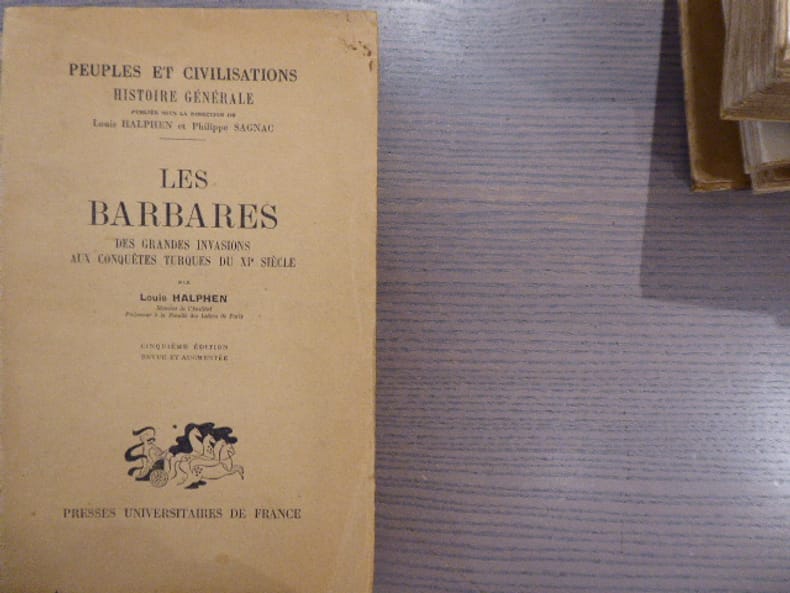 PEUPLES ET CIVILISATIONS
HISTOIRE GÉNÉRALE
PUBLIÉE SOUS LA DIRECTION DE
Louis HALPHEN et Philippe SAGNAC
LES
BARBARES
DES GRANDES INVASIONS
AUX CONQUÊTES TURQUES DU XIe SIÈCLE
PAR
Louis HALPHEN
Membre de l'Institut
Professeur à la Faculté des Lettres de Paris
CINQUIÈME ÉDITION
REVUE ET AUGMENTÉE
PRESSES UNIVERSITAIRES DE FRANCE